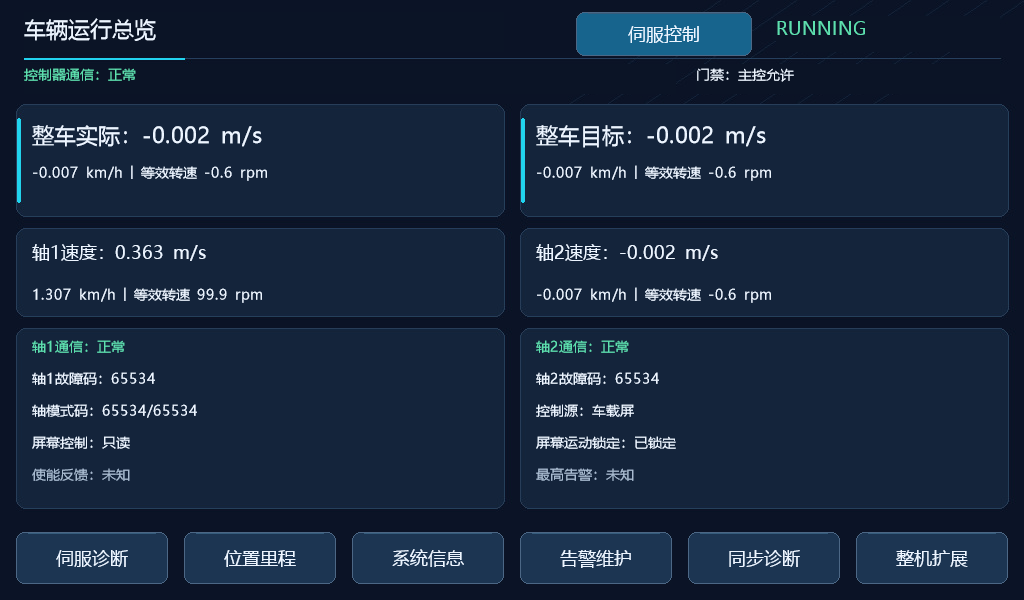 车辆运行总览
伺服控制
RUNNING
控制器通信：正常
门禁：主控允许
整车实际：-0.002 m/s
-0.007 km/h | 等效转速 -0.6 rpm
整车目标：-0.002 m/s
-0.007 km/h | 等效转速 -0.6 rpm
轴1速度：0.363 m/s
1.307 km/h | 等效转速 99.9 rpm
轴2速度：-0.002 m/s
-0.007 km/h | 等效转速 -0.6 rpm
轴1通信：正常
轴1故障码：65534
轴模式码：65534/65534
屏幕控制：只读
使能反馈：未知
轴2通信：正常
轴2故障码：65534
控制源：车载屏
屏幕运动锁定：已锁定
最高告警：未知
伺服诊断
位置里程
系统信息
告警维护
同步诊断
整机扩展